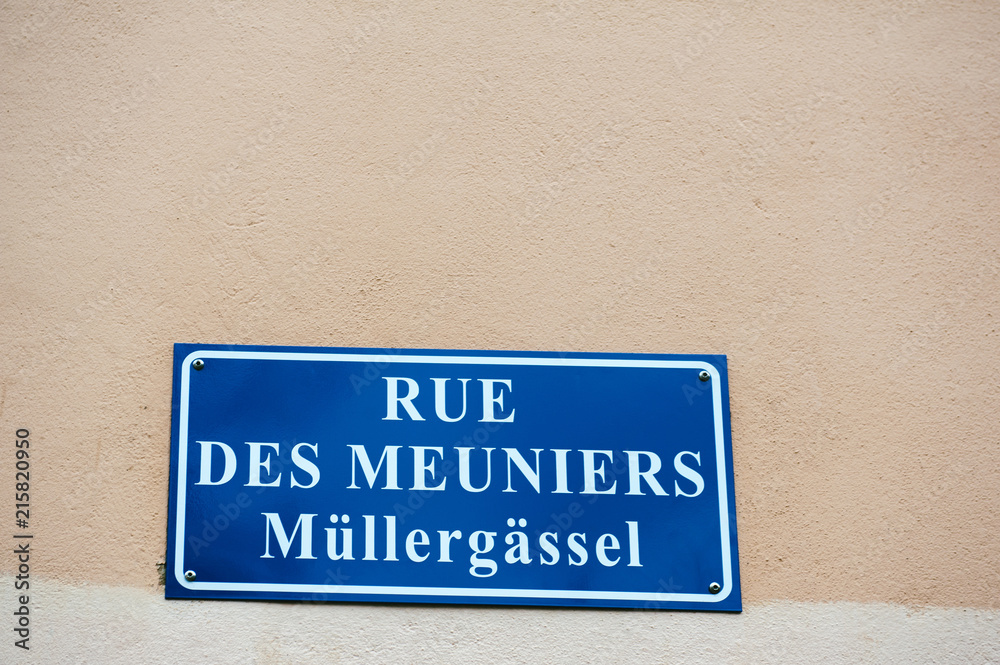 RUE
DES MEUNIERS
Müllergässel
Adobe Stock | #215820950